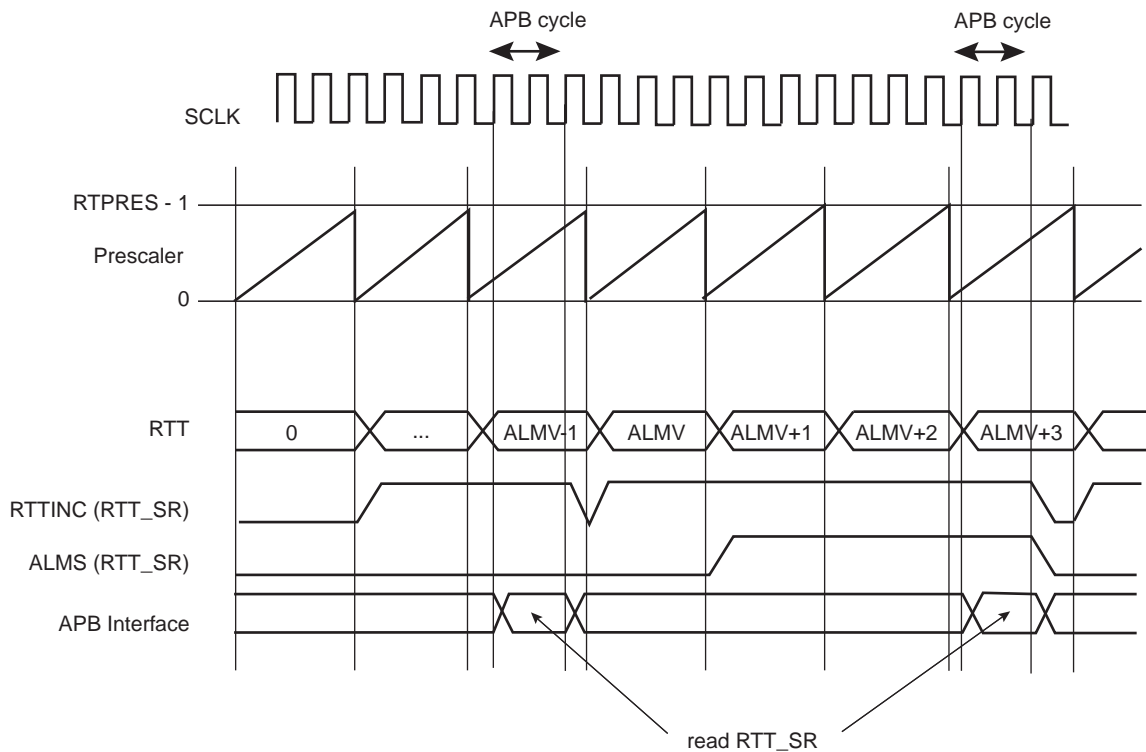 APB cycle APB cycle
SCLK
RTPRES - 1
Prescaler
0
RTT 0 ... ALMV-1 ALMV ALMV+1 ALMV+2 ALMV+3
RTTINC (RTT_SR)
ALMS (RTT_SR)
APB Interface
read RTT_SR